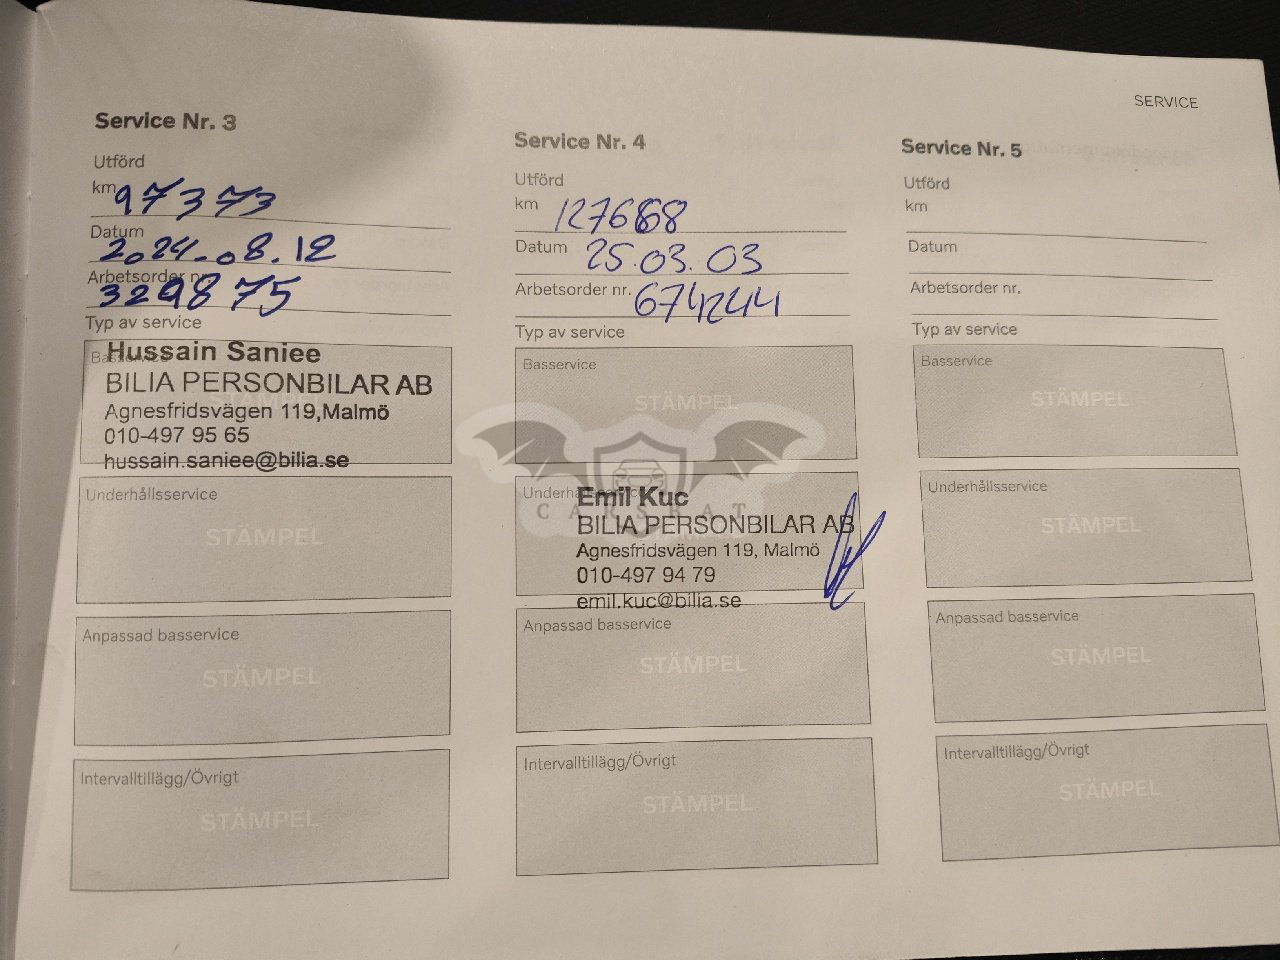 SERVICE
Service Nr. 3
Utförd
km 97373
Datum 2024-08.12
Arbetsorder nr. 329875
Typ av service
Basservice
Hussain Saniee
BILIA PERSONBILAR AB
Agnesfridsvägen 119,Malmö
010-497 95 65
hussain.saniee@bilia.se
Underhållsservice
STÄMPEL
Anpassad basservice
STÄMPEL
Intervalltillägg/Övrigt
STÄMPEL
Service Nr. 4
Utförd
km 127668
Datum 25.03.03
Arbetsorder nr. 674244
Typ av service
Basservice
STÄMPEL
Underhållsservice
CARSBAT
Emil Kuc
BILIA PERSONBILAR AB
Agnesfridsvägen 119, Malmö
010-497 94 79
emil.kuc@bilia.se
Anpassad basservice
STÄMPEL
Intervalltillägg/Övrigt
STÄMPEL
Service Nr. 5
Utförd
km
Datum
Arbetsorder nr.
Typ av service
Basservice
STÄMPEL
Underhållsservice
STÄMPEL
Anpassad basservice
STÄMPEL
Intervalltillägg/Övrigt
STÄMPEL